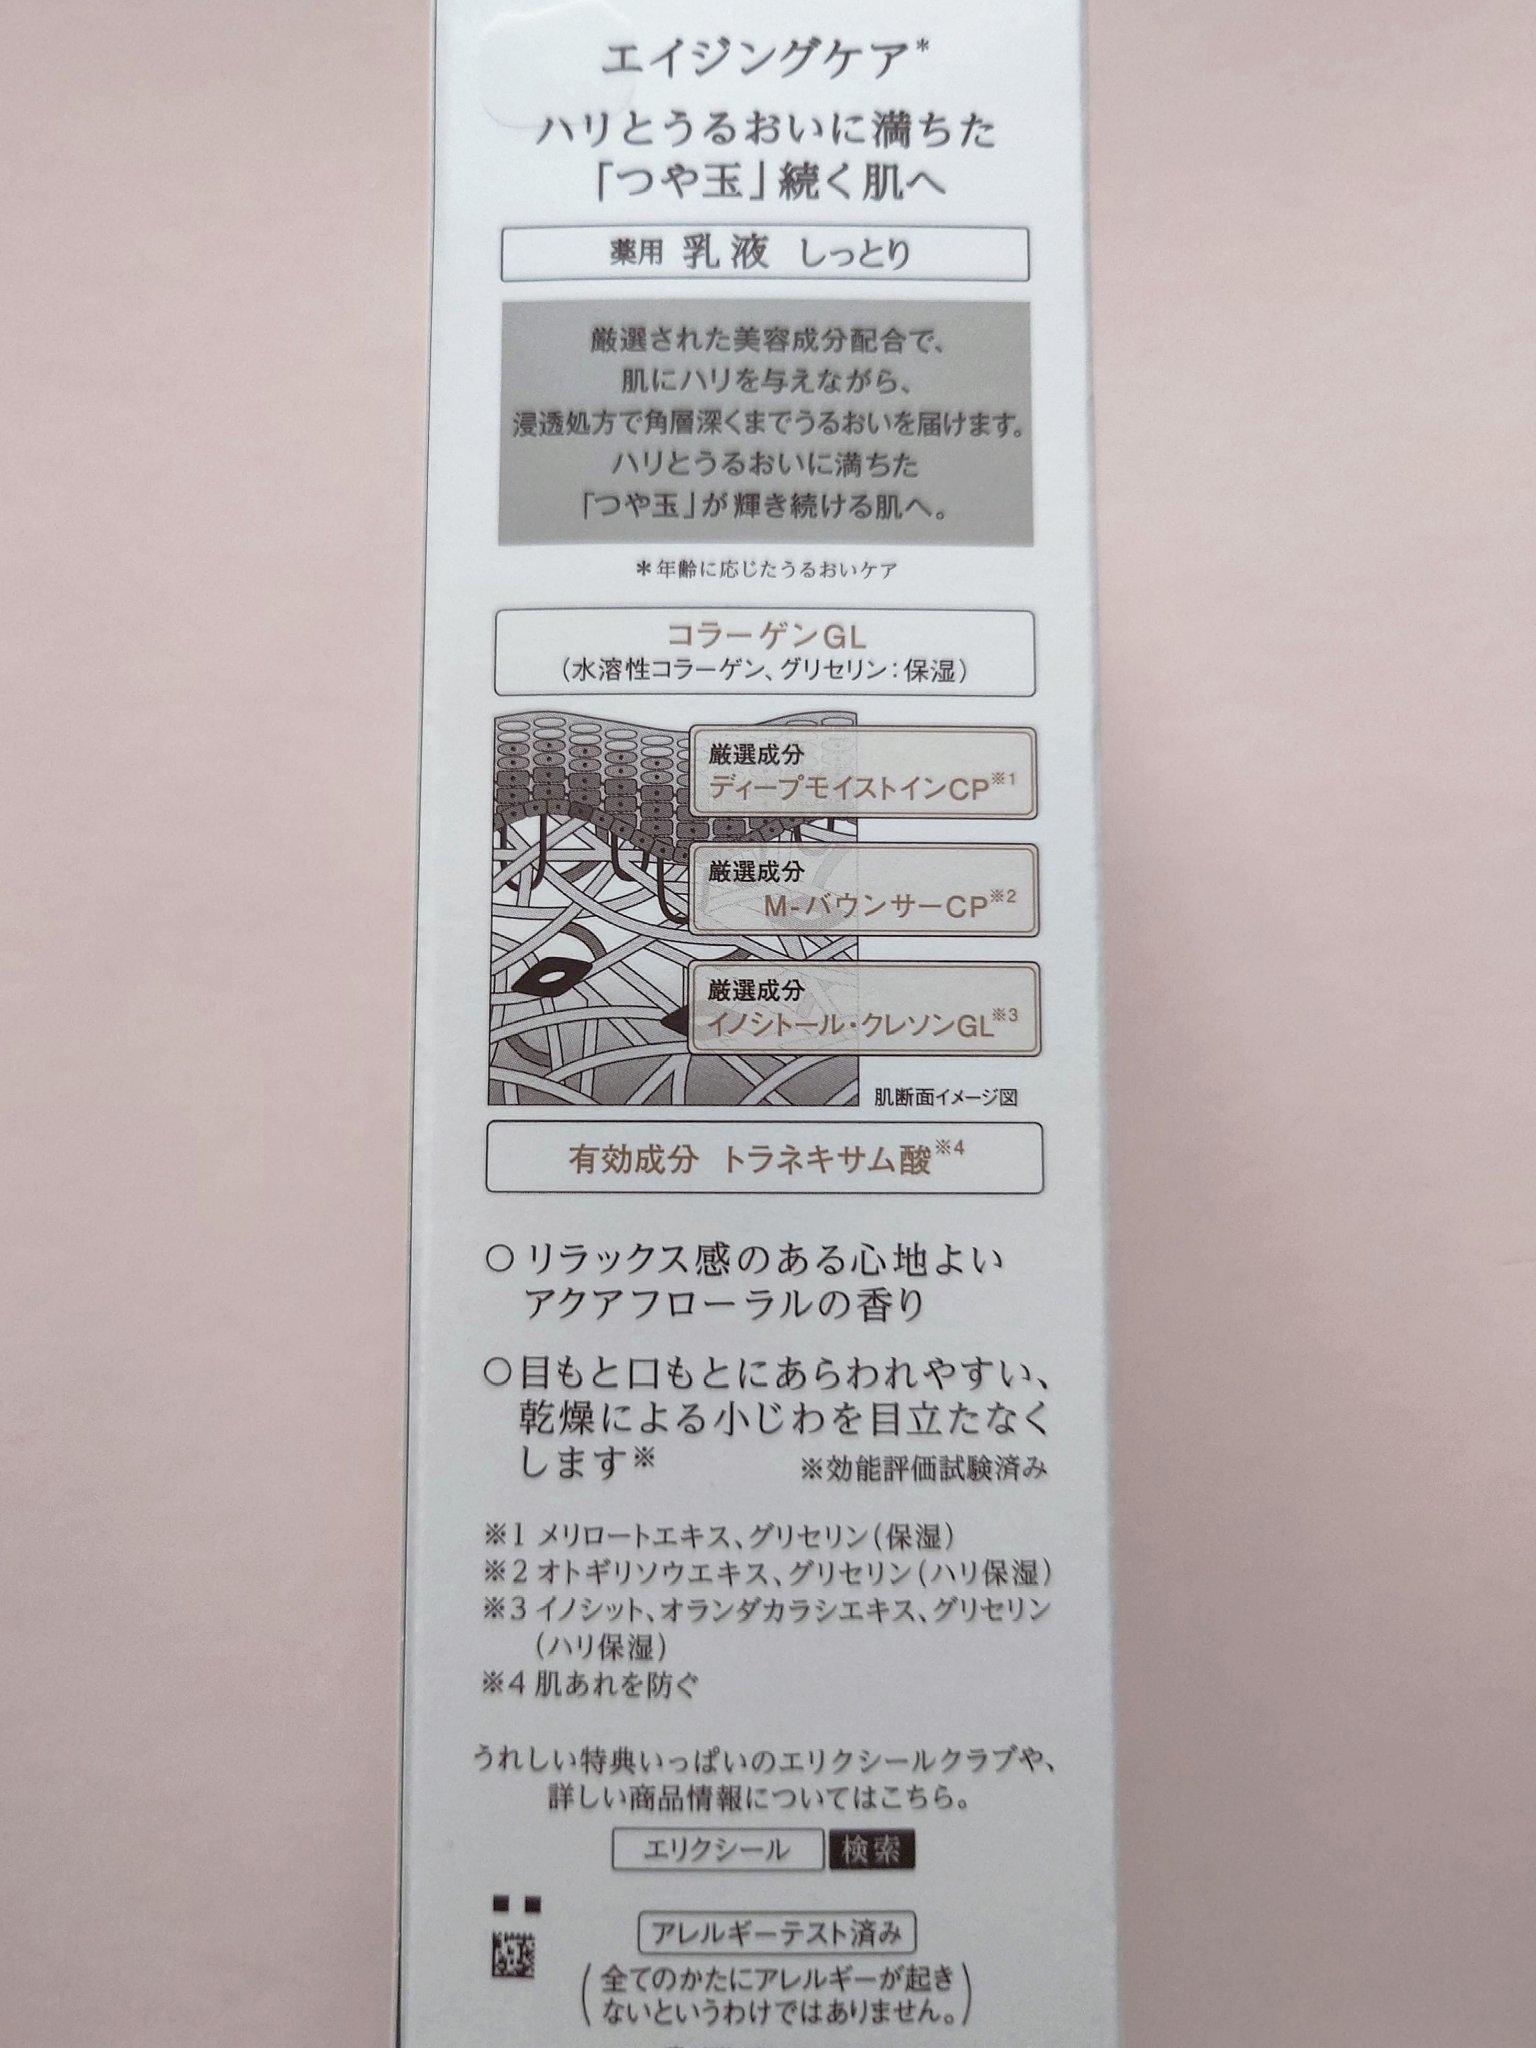 エイジングケア*
ハリとうるおいに満ちた
「つや玉」続く肌へ
薬用 乳液 しっとり
厳選された美容成分配合で、
肌にハリを与えながら、
浸透処方で角層深くまでうるおいを届けます。
ハリとうるおいに満ちた
「つや玉」が輝き続ける肌へ。
*年齢に応じたうるおいケア
コラーゲンGL
(水溶性コラーゲン、グリセリン:保湿)
厳選成分
ディープモイストインCP※1
厳選成分
M-バウンサーCP※2
厳選成分
イノシトール・クレソンGL※3
肌断面イメージ図
有効成分 トラネキサム酸※4
○リラックス感のある心地よい
アクアフローラルの香り
○目もと口もとにあらわれやすい、
乾燥による小じわを目立たなく
します※ ※効能評価試験済み
※1 メリロートエキス、グリセリン(保湿)
※2 オトギリソウエキス、グリセリン(ハリ保湿)
※3 イノシット、オランダカラシエキス、グリセリン
(ハリ保湿)
※4 肌あれを防ぐ
うれしい特典いっぱいのエリクシールクラブや、
詳しい商品情報についてはこちら。
エリクシール 検索
アレルギーテスト済み
(全てのかたにアレルギーが起き
ないというわけではありません。)